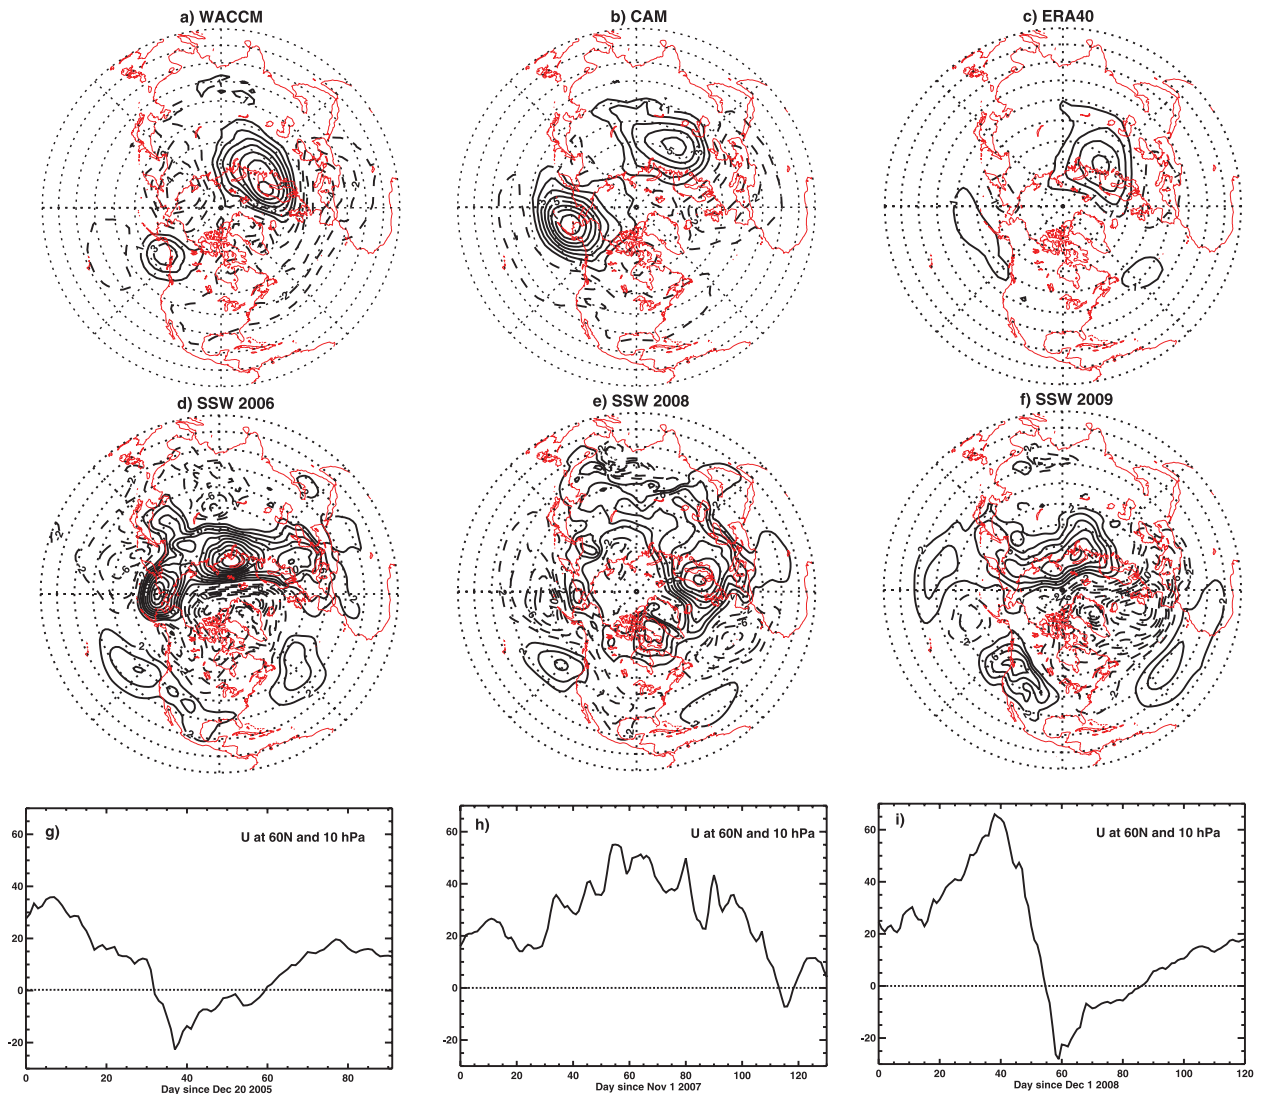 a) WACCM
b) CAM
c) ERA40
d) SSW 2006
e) SSW 2008
f) SSW 2009
g)
U at 60N and 10 hPa
60
40
20
0
-20
0 20 40 60 80
Day since Dec 20 2005
h)
U at 60N and 10 hPa
60
40
20
0
-20
0 20 40 60 80 100 120
Day since Nov 1 2007
i)
U at 60N and 10 hPa
60
40
20
0
-20
0 20 40 60 80 100 120
Day since Dec 1 2008